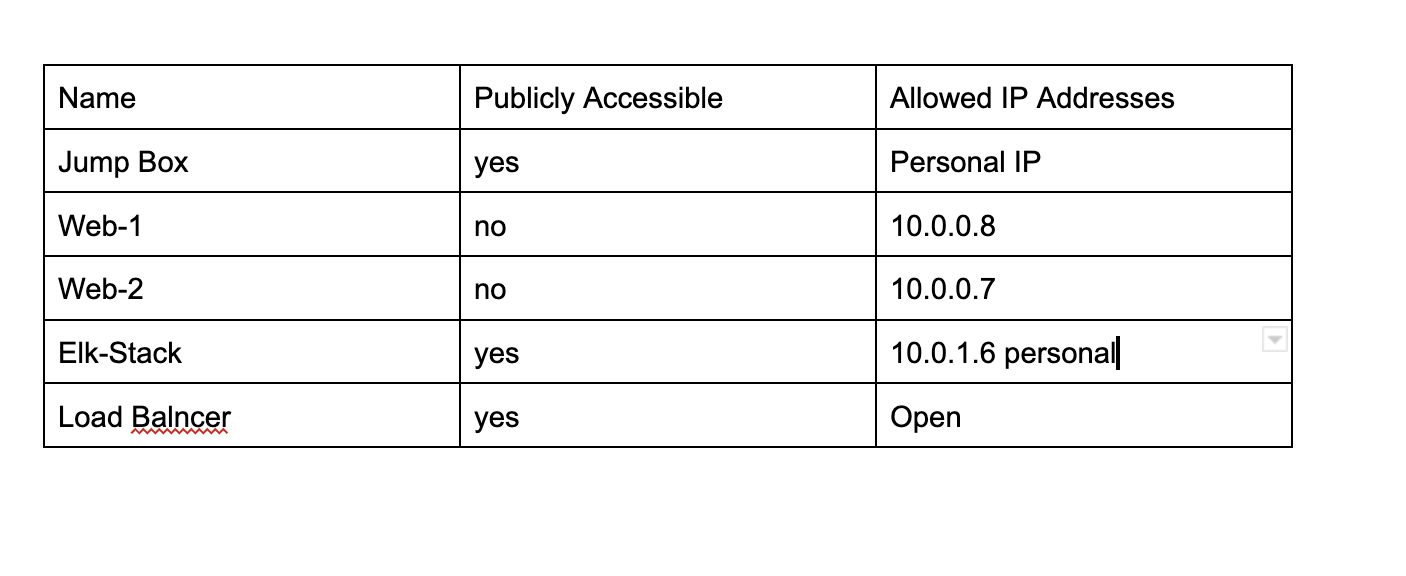 Name Publicly Accessible Allowed IP Addresses
Jump Box yes Personal IP
Web-1 no 10.0.0.8
Web-2 no 10.0.0.7
Elk-Stack yes 10.0.1.6 personal
Load Balncer yes Open